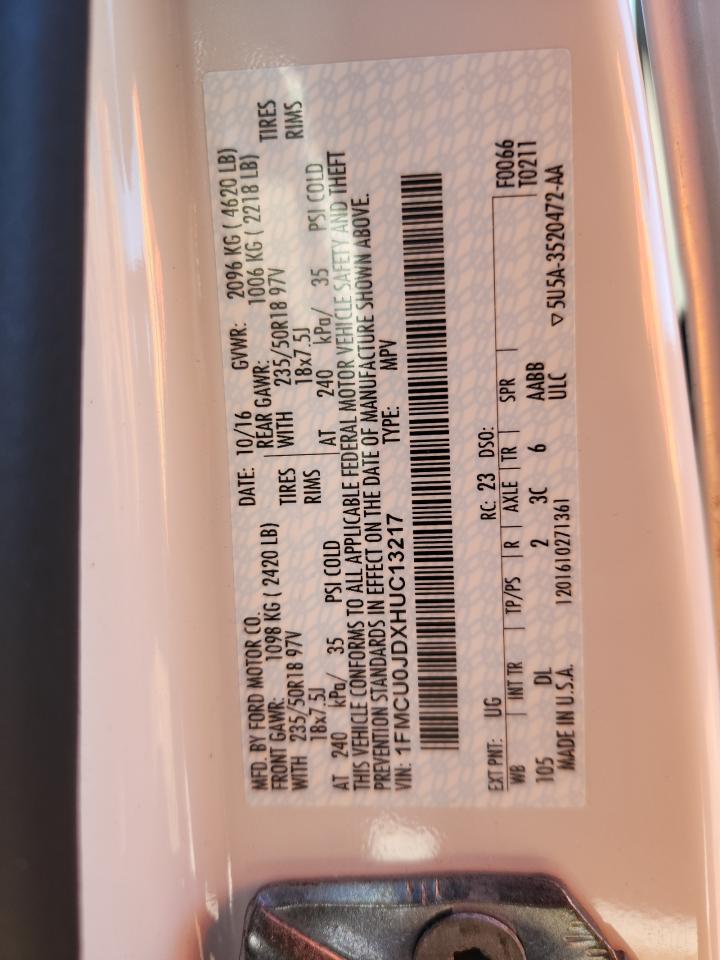 MFD. BY FORD MOTOR CO.
DATE: 10/16 GVWR: 2096 KG ( 4620 LB)
FRONT GAWR: 1098 KG ( 2420 LB) REAR GAWR: 1006 KG ( 2218 LB)
WITH 235/50R18 97V TIRES WITH 235/50R18 97V TIRES
18x7.5J RIMS 18x7.5J RIMS
AT 240 kPa/ 35 PSI COLD AT 240 kPa/ 35 PSI COLD
THIS VEHICLE CONFORMS TO ALL APPLICABLE FEDERAL MOTOR VEHICLE SAFETY AND THEFT
PREVENTION STANDARDS IN EFFECT ON THE DATE OF MANUFACTURE SHOWN ABOVE.
VIN: 1FMCU0JDXHUC13217 TYPE: MPV
EXT PNT: UG RC: 23 DSO: F0066
WB INT TR TP/PS R AXLE TR SPR T0211
105 DL 2 3C 6 AABB
ULC
MADE IN U.S.A. 1201610271361 ▽5U5A-3520472-AA